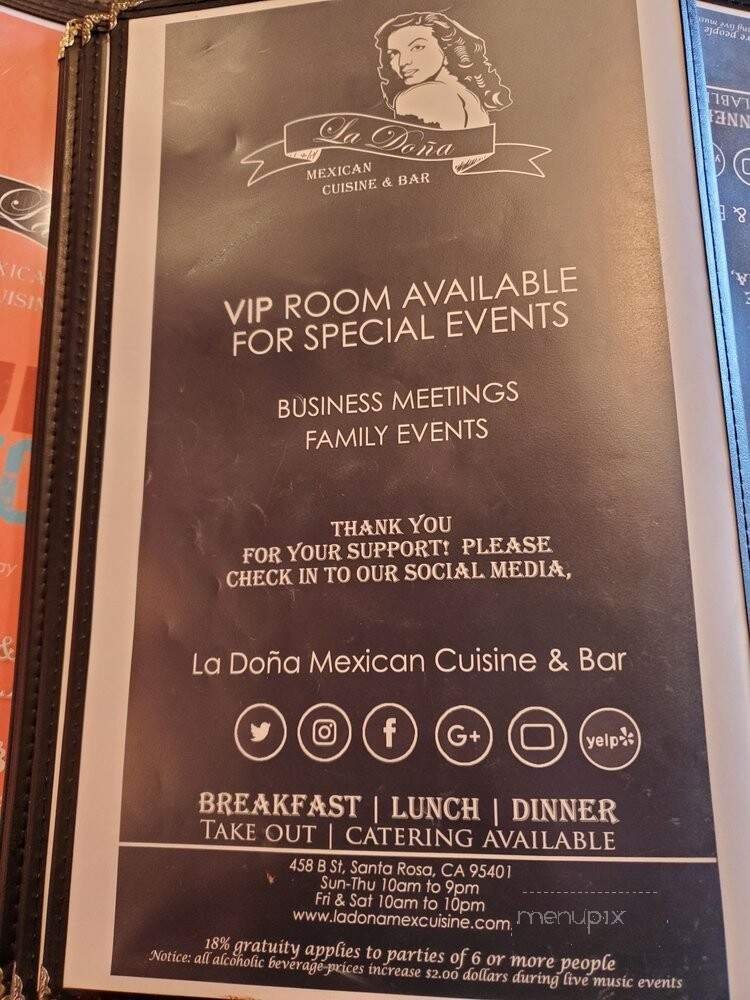 La Doña
MEXICAN
CUISINE & BAR
VIP ROOM AVAILABLE
FOR SPECIAL EVENTS
BUSINESS MEETINGS
FAMILY EVENTS
THANK YOU
FOR YOUR SUPPORT! PLEASE
CHECK IN TO OUR SOCIAL MEDIA,
La Doña Mexican Cuisine & Bar
G+
yelp
BREAKFAST | LUNCH | DINNER
TAKE OUT | CATERING AVAILABLE
458 B St, Santa Rosa, CA 95401
Sun-Thu 10am to 9pm
Fri & Sat 10am to 10pm
www.ladonamexcuisine.com
menupix
18% gratuity applies to parties of 6 or more people
Notice: all alcoholic beverage prices increase $2.00 dollars during live music events